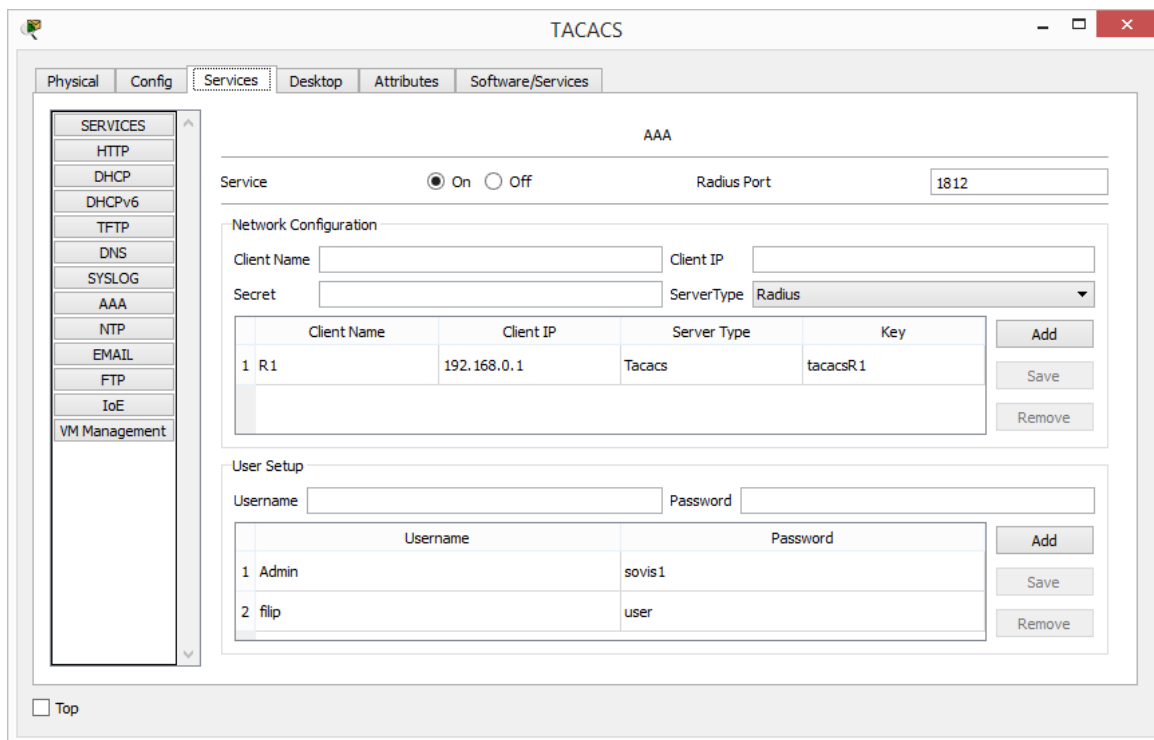 TACACS
Physical Config Services Desktop Attributes Software/Services
SERVICES
HTTP
DHCP
DHCPv6
TFTP
DNS
SYSLOG
AAA
NTP
EMAIL
FTP
IoE
VM Management
AAA
Service On Off Radius Port 1812
Network Configuration
Client Name Client IP
Secret ServerType Radius
Client Name Client IP Server Type Key
1 R1 192.168.0.1 Tacacs tacacsR1
Add
Save
Remove
User Setup
Username Password
Username Password
1 Admin sovis1
2 filip user
Add
Save
Remove
Top